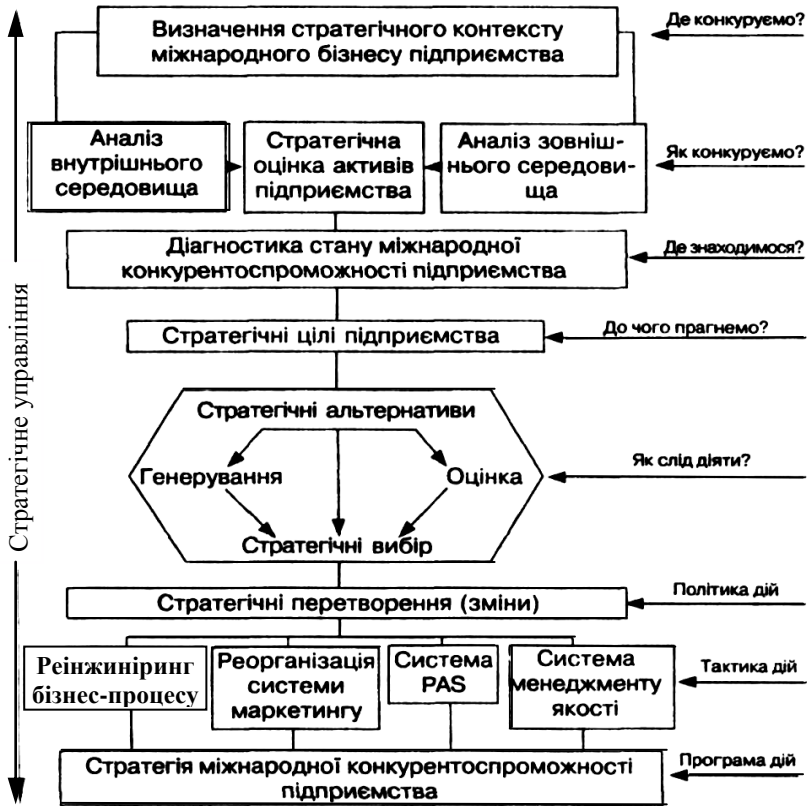 Визначення стратегічного контексту
міжнародного бізнесу підприємства
Де конкуруємо?
Аналіз
внутрішнього
середовища
Стратегічна
оцінка активів
підприємства
Аналіз зовніш-
нього середови-
ща
Як конкуруємо?
Діагностика стану міжнародної
конкурентоспроможності підприємства
Де знаходимося?
Стратегічні цілі підприємства
До чого прагнемо?
Стратегічне управління
Стратегічні альтернативи
Генерування
Оцінка
Стратегічні вибір
Як слід діяти?
Стратегічні перетворення (зміни)
Політика дій
Реінжиніринг
бізнес-процесу
Реорганізація
системи
маркетингу
Система
PAS
Система
менеджменту
якості
Тактика дій
Стратегія міжнародної конкурентоспроможності
підприємства
Програма дій